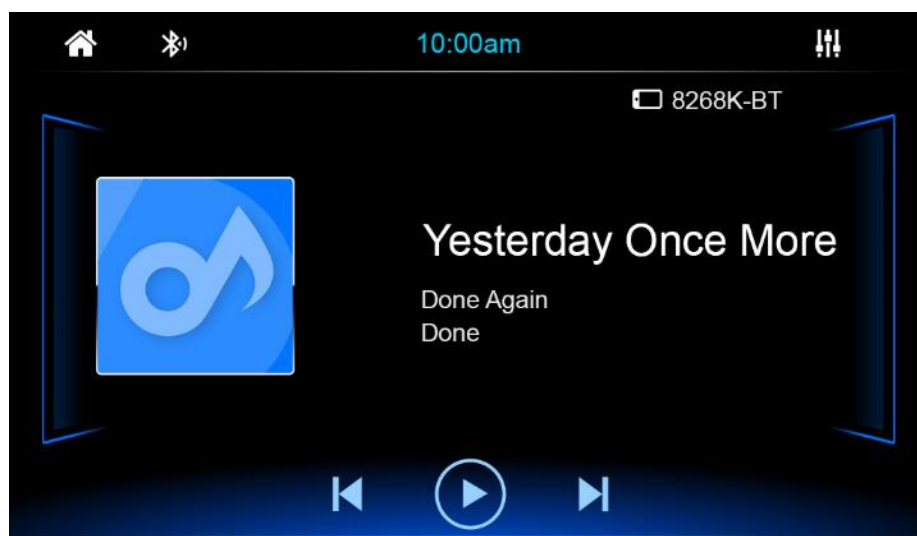 10:00am
8268K-BT
Yesterday Once More
Done Again
Done